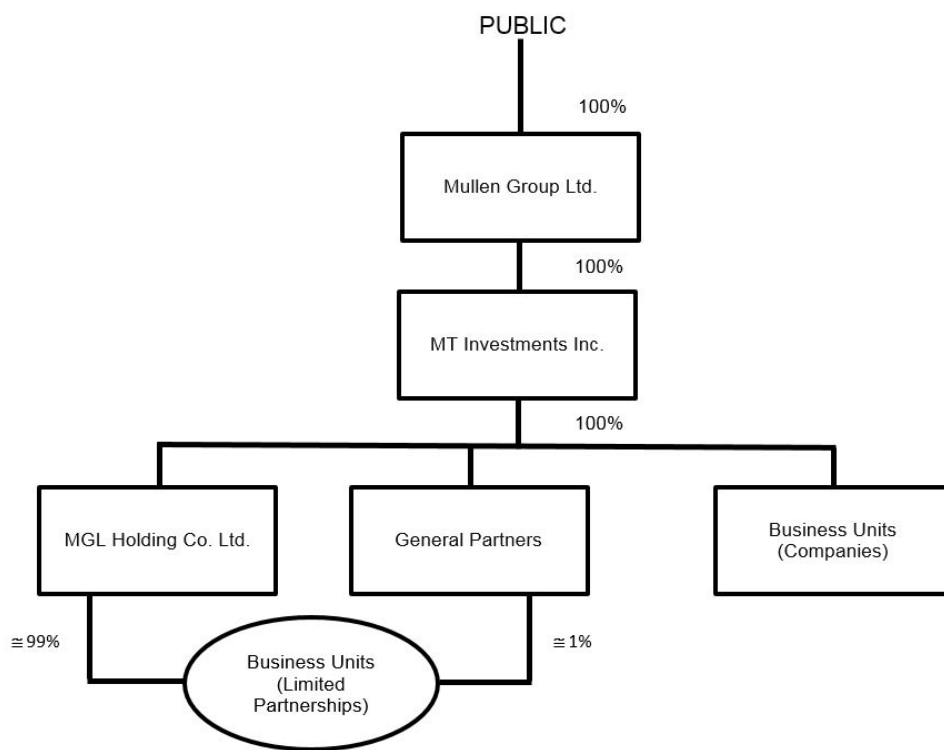 PUBLIC
100%
Mullen Group Ltd.
100%
MT Investments Inc.
100%
MGL Holding Co. Ltd.
General Partners
Business Units
(Companies)
≅99%
≅1%
Business Units
(Limited
Partnerships)